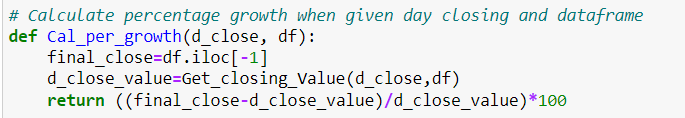 # Calculate percentage growth when given day closing and dataframe
def Cal_per_growth(d_close, df):
    final_close=df.iloc[-1]
    d_close_value=Get_closing_Value(d_close,df)
    return ((final_close-d_close_value)/d_close_value)*100